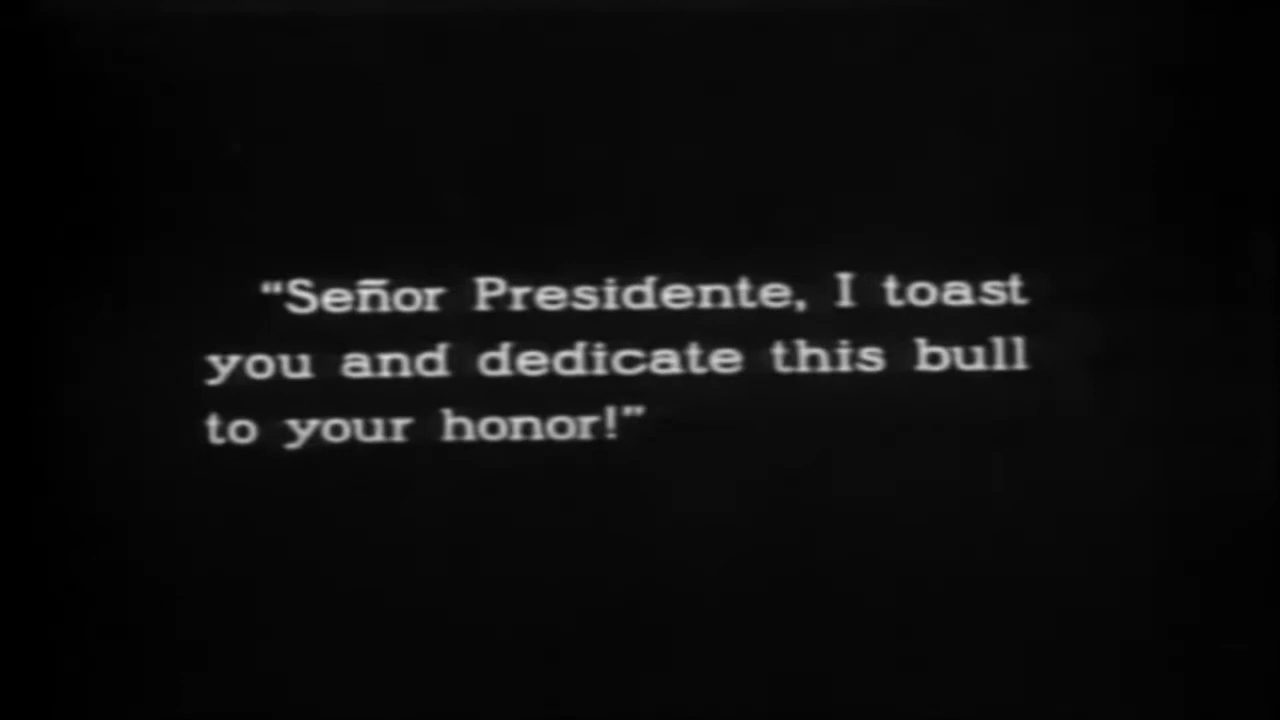 “Señor Presidente, I toast
you and dedicate this bull
to your honor!”